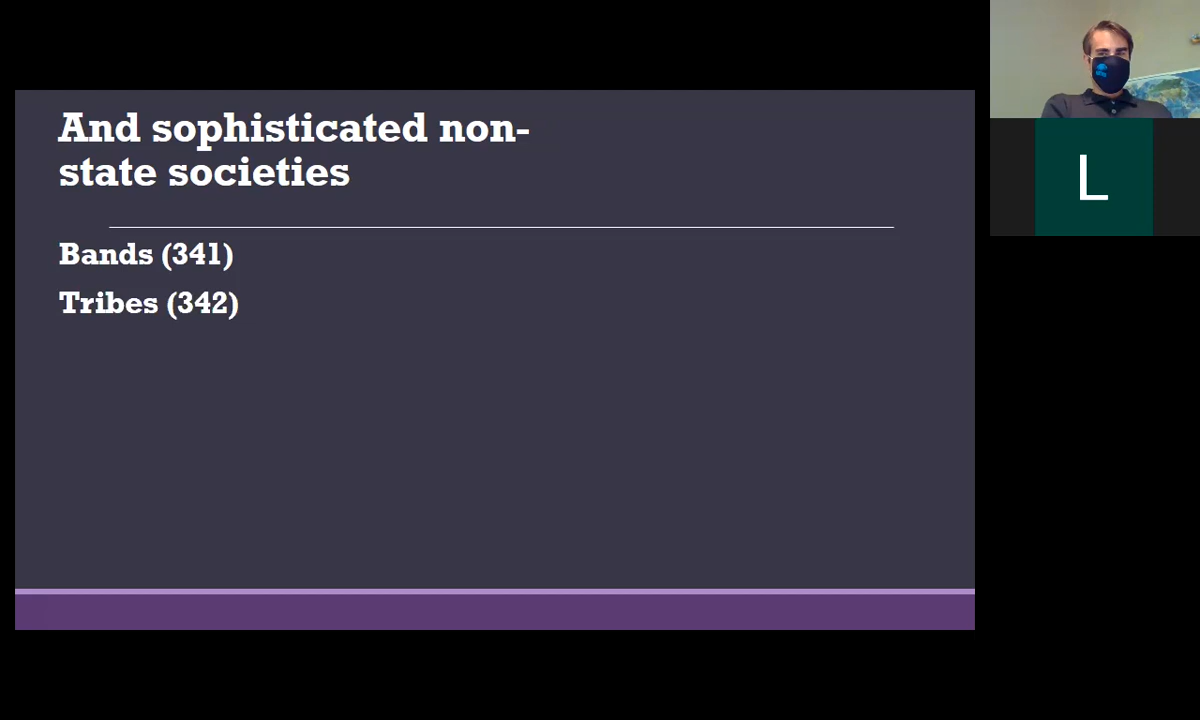 And sophisticated non-
state societies
Bands (341)
Tribes (342)
L